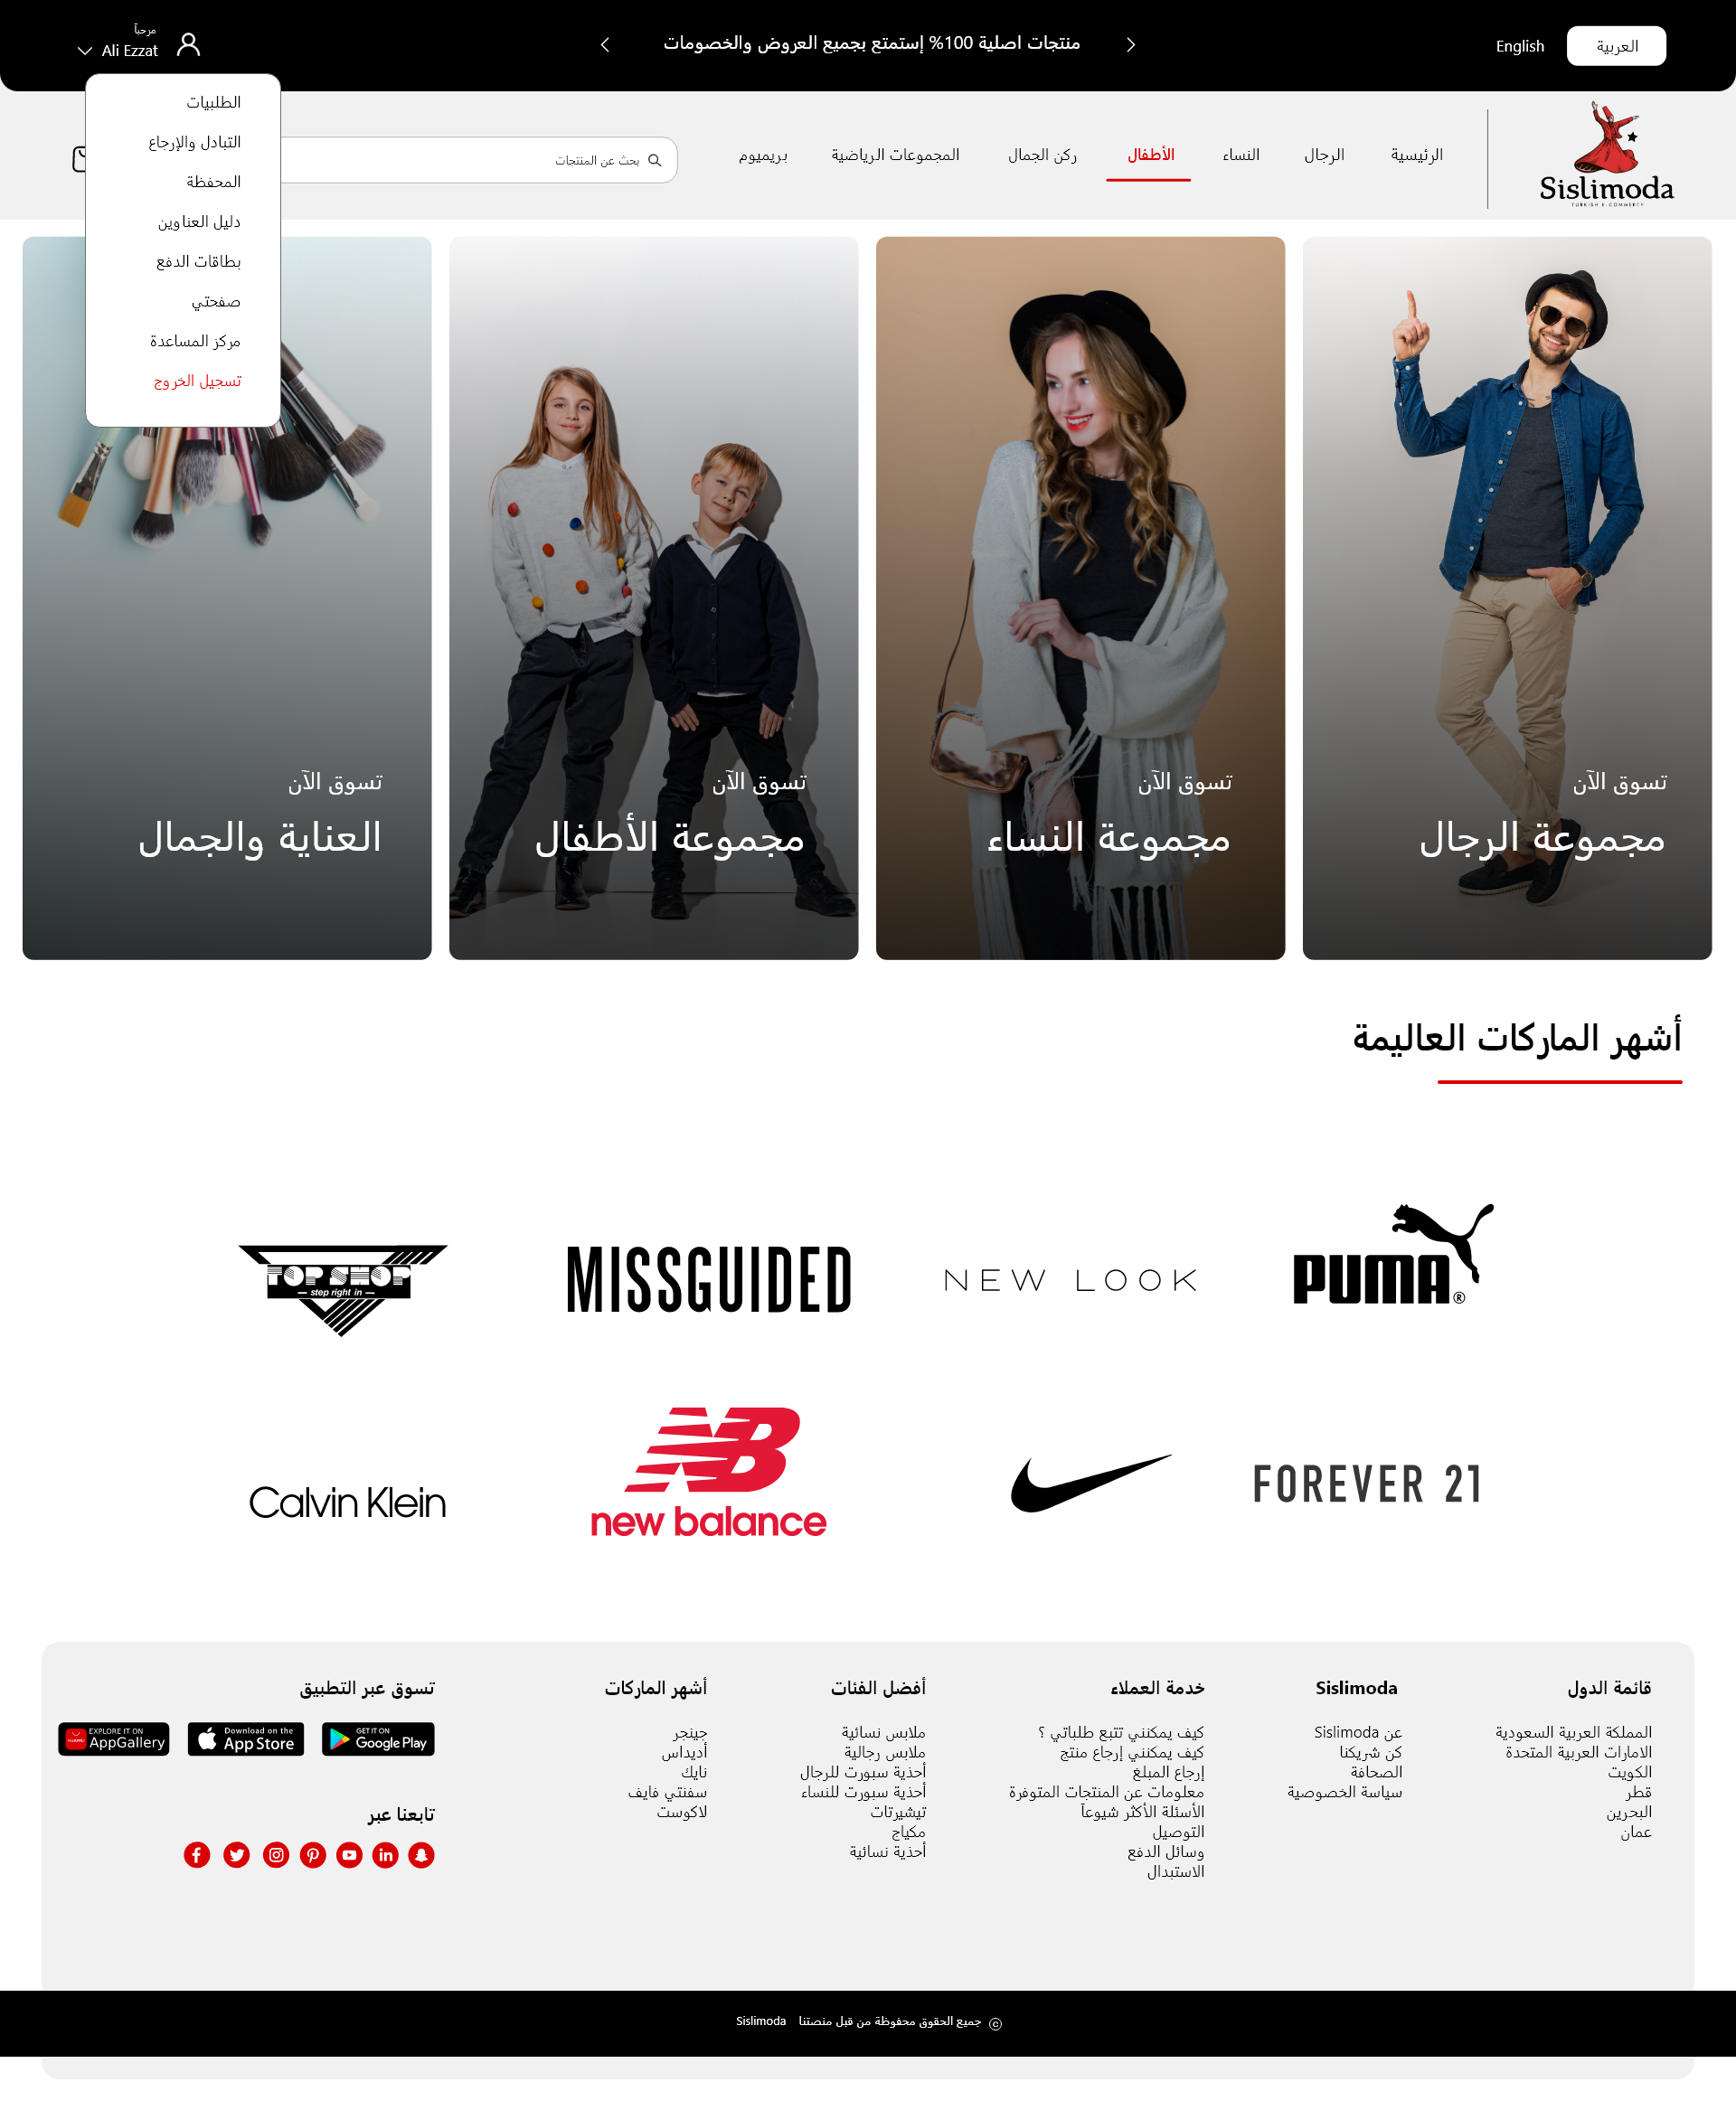 العربية
English
منتجات اصلية 100% إستمتع بجميع العروض والخصومات
مرحباً
Ali Ezzat
Sislimoda
TURKISH E-COMMERCE
الرئيسية
الرجال
النساء
الأطفال
ركن الجمال
المجموعات الرياضية
بريميوم
بحث عن المنتجات
الطلبيات
التبادل والإرجاع
المحفظة
دليل العناوين
بطاقات الدفع
صفحتي
مركز المساعدة
تسجيل الخروج
تسوق الآن
مجموعة الرجال
تسوق الآن
مجموعة النساء
تسوق الآن
مجموعة الأطفال
تسوق الآن
العناية والجمال
أشهر الماركات العاليمة
PUMA ®
NEW LOOK
MISSGUIDED
TOP SHOP
— step right in —
FOREVER 21
NB
new balance
Calvin Klein
قائمة الدول
المملكة العربية السعودية
الامارات العربية المتحدة
الكويت
قطر
البحرين
عمان
Sislimoda
عن Sislimoda
كن شريكنا
الصحافة
سياسة الخصوصية
خدمة العملاء
كيف يمكنني تتبع طلباتي ؟
كيف يمكنني إرجاع منتج
إرجاع المبلغ
معلومات عن المنتجات المتوفرة
الأسئلة الأكثر شيوعاً
التوصيل
وسائل الدفع
الاستبدال
أفضل الفئات
ملابس نسائية
ملابس رجالية
أحذية سبورت للرجال
أحذية سبورت للنساء
تيشيرتات
مكياج
أحذية نسائية
أشهر الماركات
جينجر
أديداس
نايك
سفنتي فايف
لاكوست
تسوق عبر التطبيق
GET IT ON
Google Play
Download on the
App Store
HUAWEI
EXPLORE IT ON
AppGallery
تابعنا عبر
© جميع الحقوق محفوظة من قبل منصتنا Sislimoda